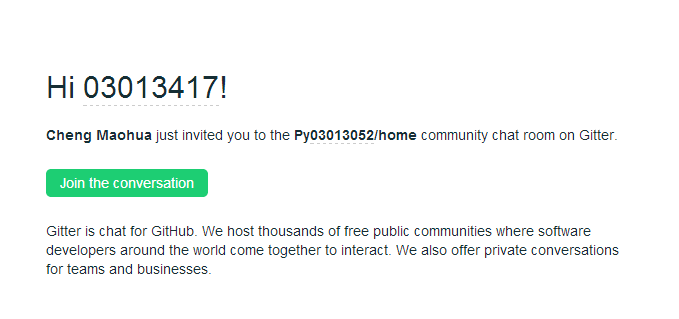 Hi 03013417!
Cheng Maohua just invited you to the Py03013052/home community chat room on Gitter.
Join the conversation
Gitter is chat for GitHub. We host thousands of free public communities where software
developers around the world come together to interact. We also offer private conversations
for teams and businesses.